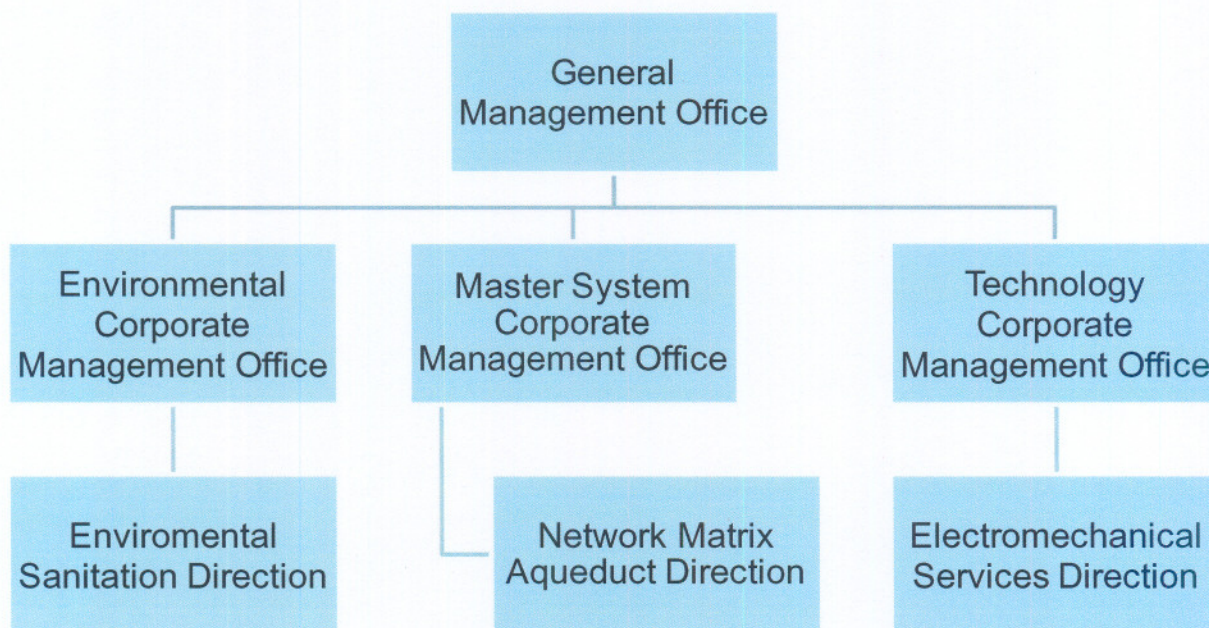 General
Management Office
Environmental
Corporate
Management Office
Master System
Corporate
Management Office
Technology
Corporate
Management Office
Enviromental
Sanitation Direction
Network Matrix
Aqueduct Direction
Electromechanical
Services Direction